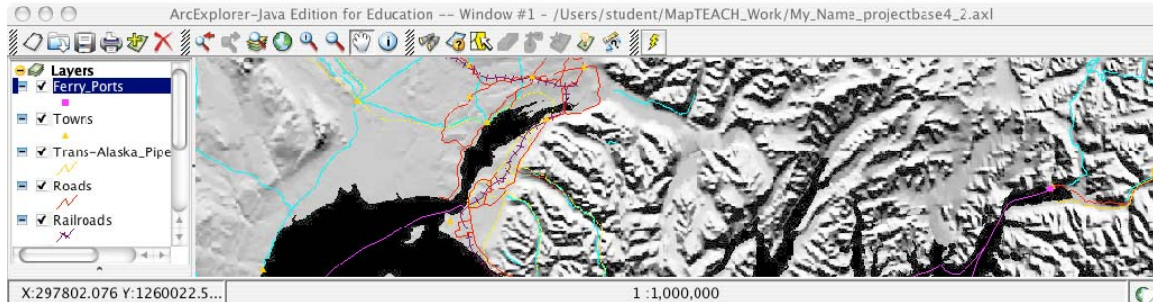 ArcExplorer-Java Edition for Education -- Window #1 - /Users/student/MapTEACH_Work/My_Name_projectbase4_2.axl
Layers
Ferry_Ports
Towns
Trans-Alaska_Pipe
Roads
Railroads
X:297802.076 Y:1260022.5...
1 :1,000,000